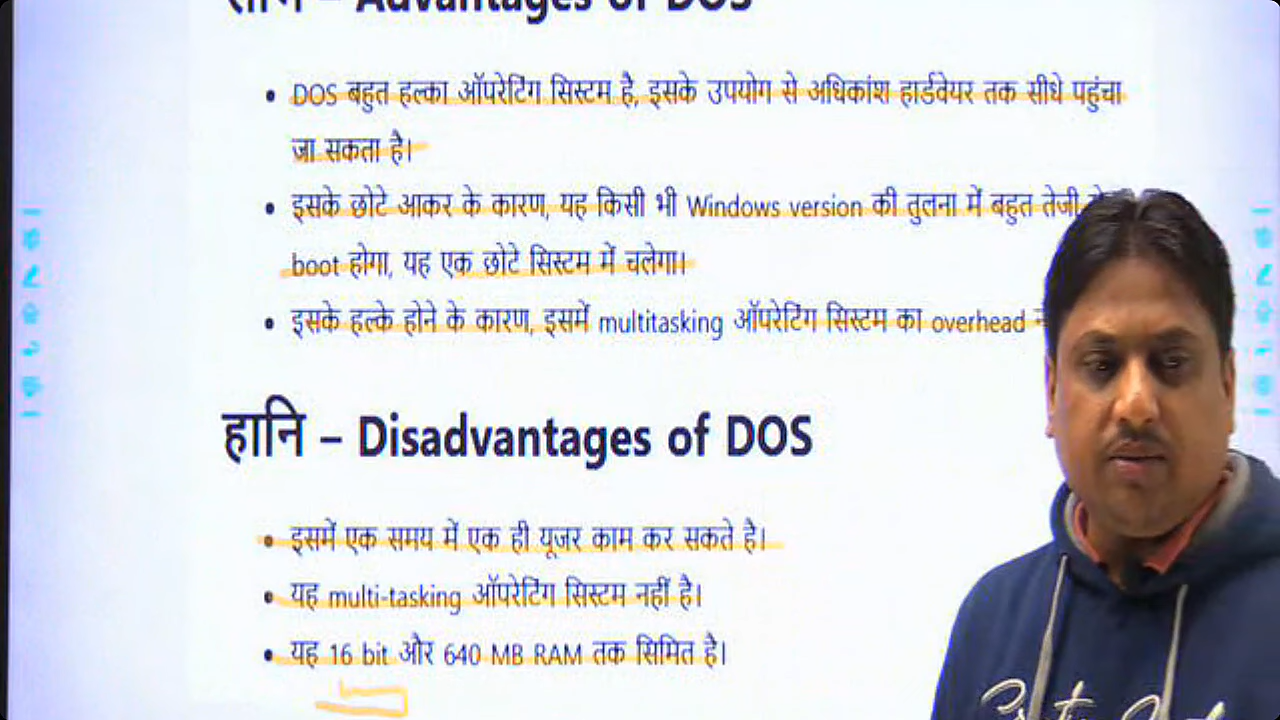 – Advantages of DOS
DOS बहुत हल्का ऑपरेटिंग सिस्टम है, इसके उपयोग से अधिकांश हार्डवेयर तक सीधे पहुंचा
जा सकता है।
इसके छोटे आकर के कारण, यह किसी भी Windows version की तुलना में बहुत तेजी
boot होगा, यह एक छोटे सिस्टम में चलेगा।
इसके हल्के होने के कारण, इसमें multitasking ऑपरेटिंग सिस्टम का overhead
हानि – Disadvantages of DOS
इसमें एक समय में एक ही यूजर काम कर सकते है।
यह multi-tasking ऑपरेटिंग सिस्टम नहीं है।
यह 16 bit और 640 MB RAM तक सिमित है।